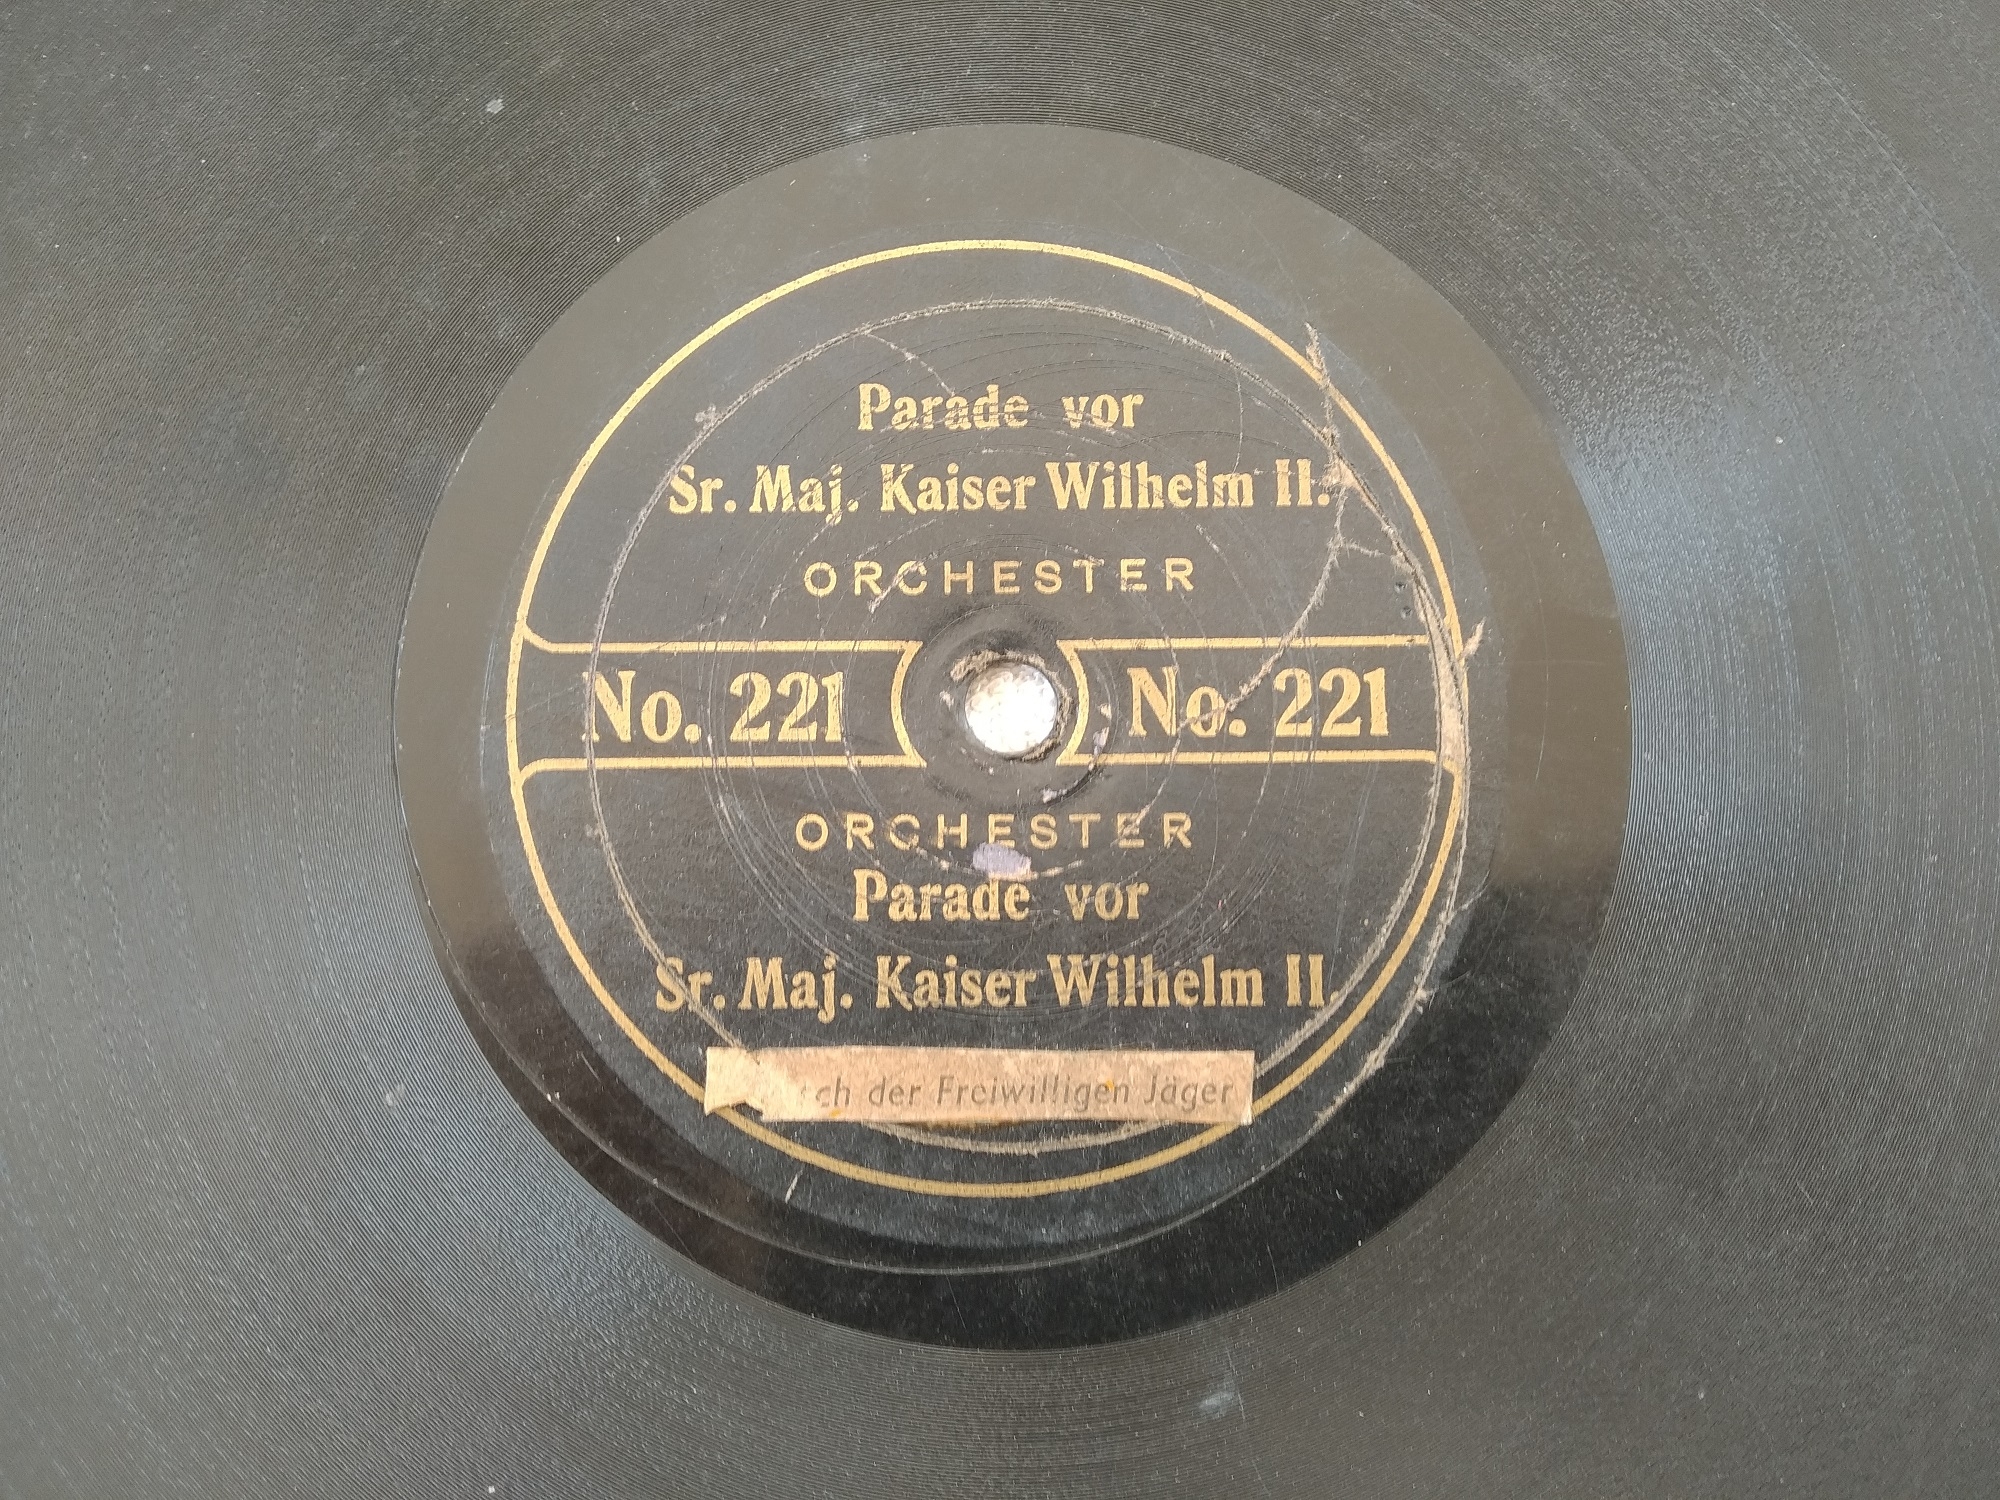 Parade vor
Sr. Maj. Kaiser Wilhelm II.
ORCHESTER
No. 221 No. 221
ORCHESTER
Parade vor
Sr. Maj. Kaiser Wilhelm II.
der Freiwilligen Jäger